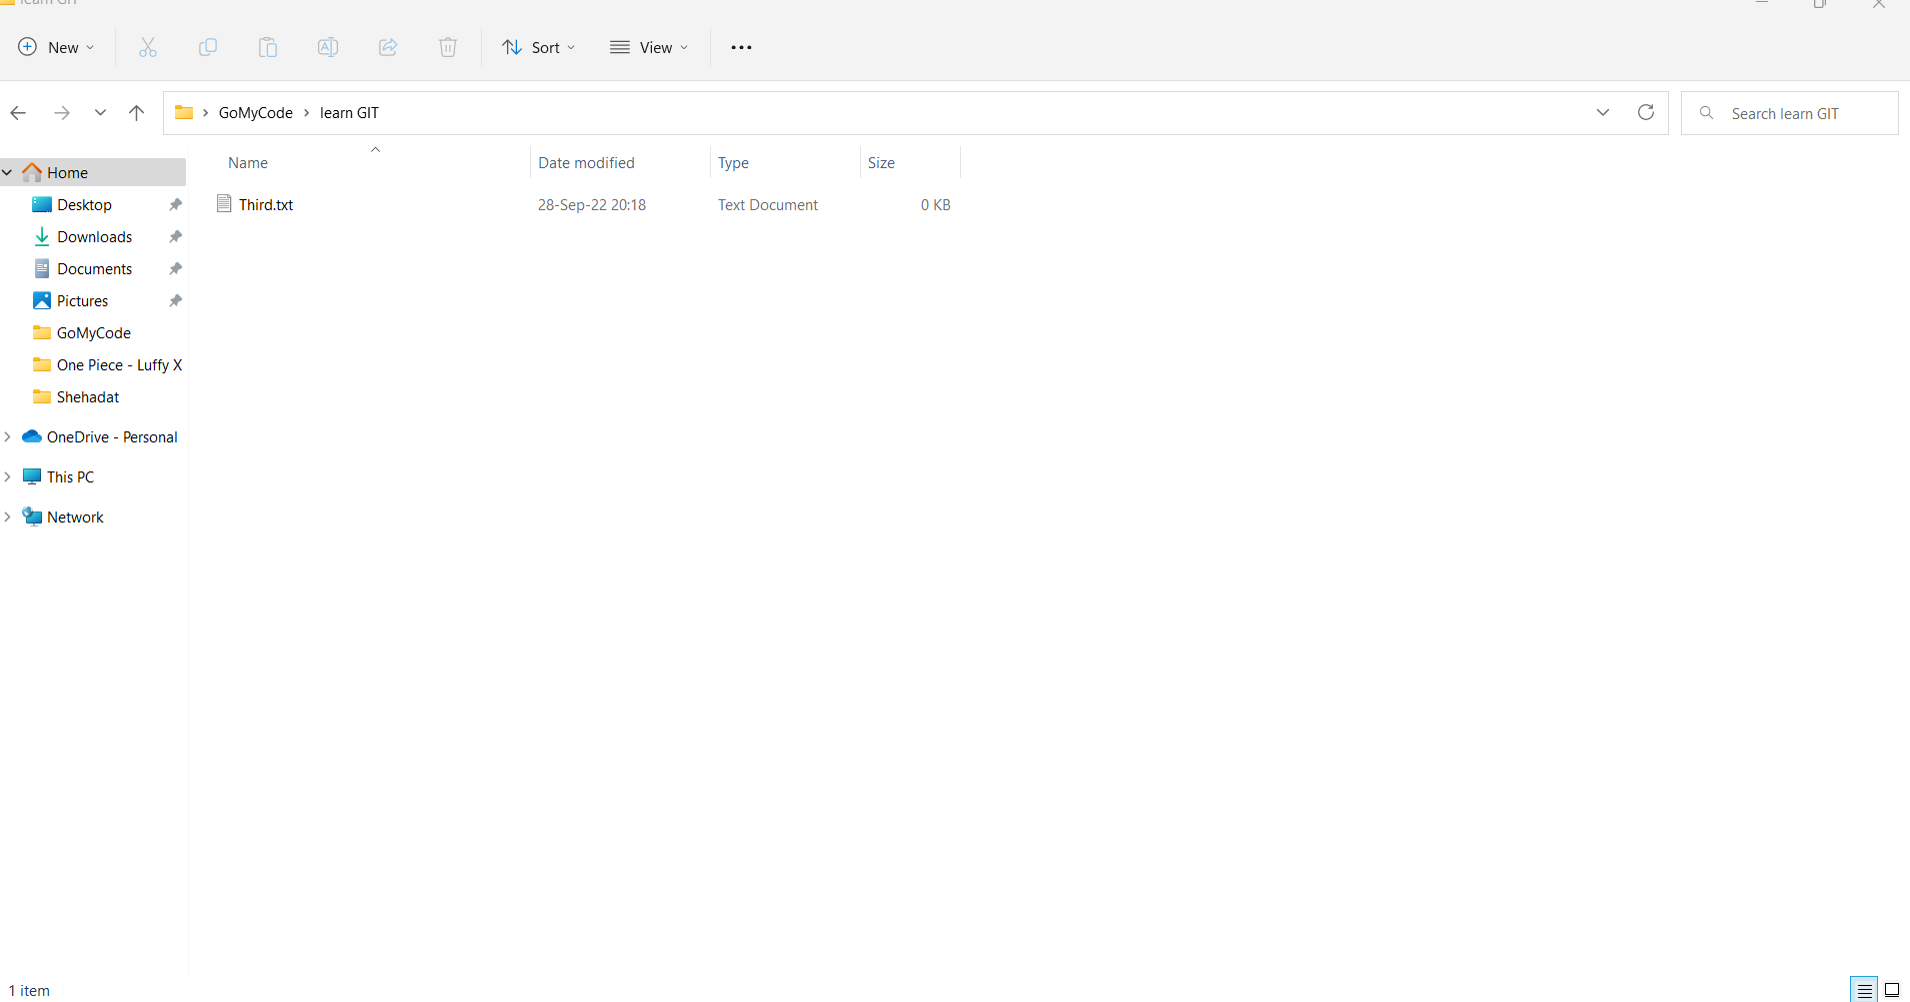 learn GIT
New Sort View
GoMyCode learn GIT Search learn GIT
Name Date modified Type Size
Third.txt 28-Sep-22 20:18 Text Document 0 KB
Home
Desktop
Downloads
Documents
Pictures
GoMyCode
One Piece - Luffy X
Shehadat
OneDrive - Personal
This PC
Network
1 item